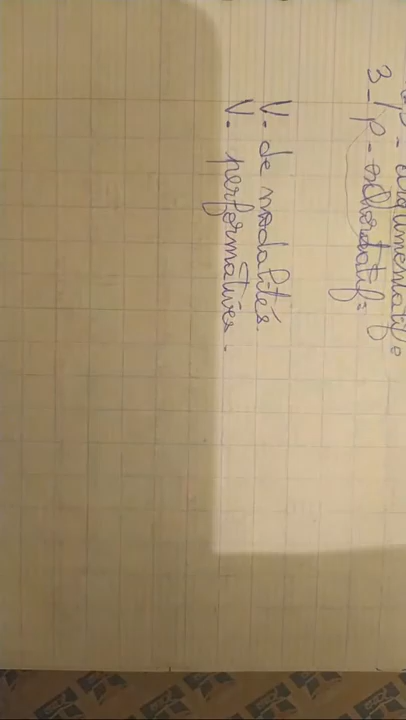 p- argumentatif.
3-/ p- exhortatif:
V. de modalités.
V. performatives.